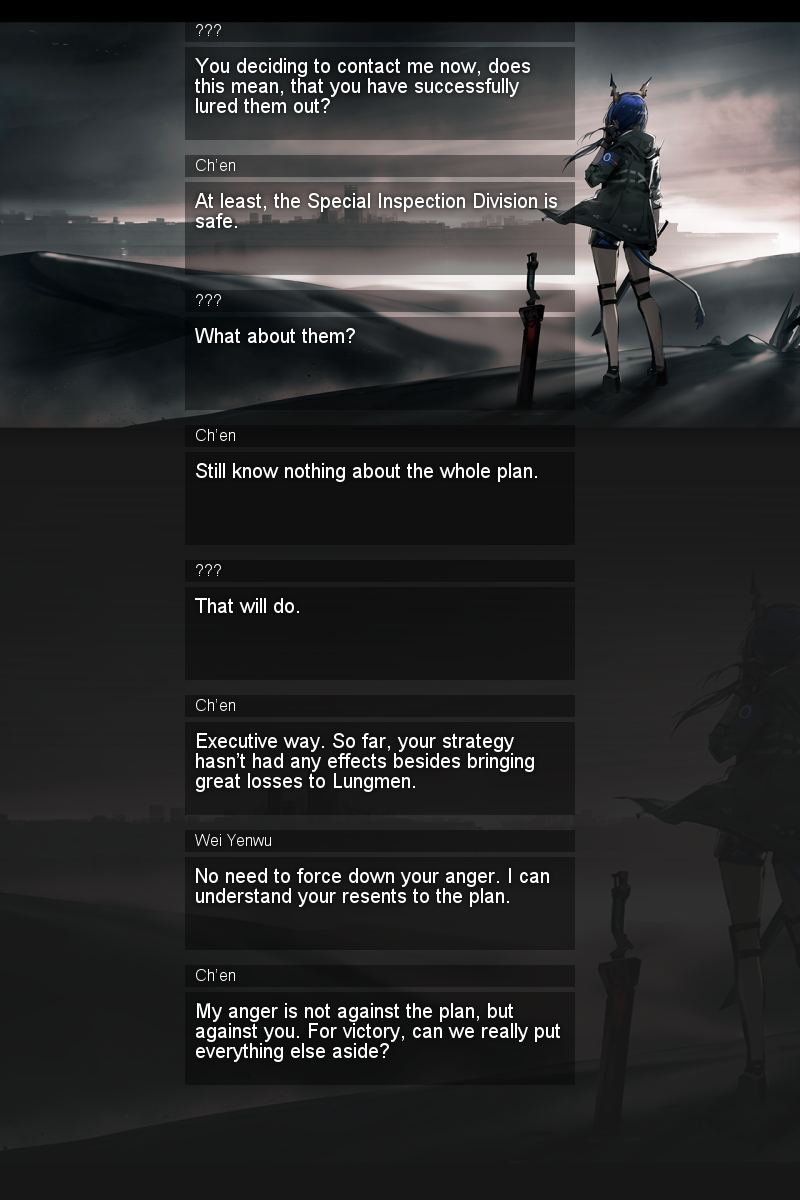 ???
You deciding to contact me now, does
this mean, that you have successfully
lured them out?
Ch'en
At least, the Special Inspection Division is
safe.
???
What about them?
Ch'en
Still know nothing about the whole plan.
???
That will do.
Ch'en
Executive way. So far, your strategy
hasn't had any effects besides bringing
great losses to Lungmen.
Wei Yenwu
No need to force down your anger. I can
understand your resents to the plan.
Ch'en
My anger is not against the plan, but
against you. For victory, can we really put
everything else aside?